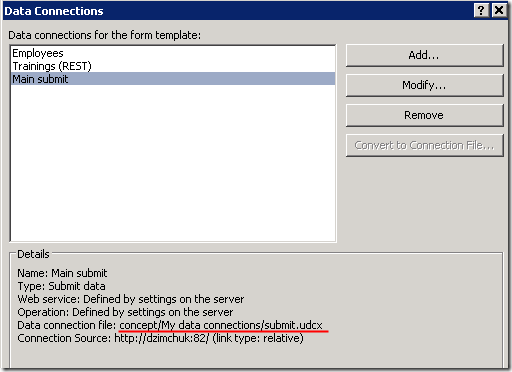 Data Connections
Data connections for the form template:
Employees
Trainings (REST)
Main submit
Add...
Modify...
Remove
Convert to Connection File...
Details
Name: Main submit
Type: Submit data
Web service: Defined by settings on the server
Operation: Defined by settings on the server
Data connection file: concept/My data connections/submit.udcx
Connection Source: http://dzimchuk:82/ (link type: relative)